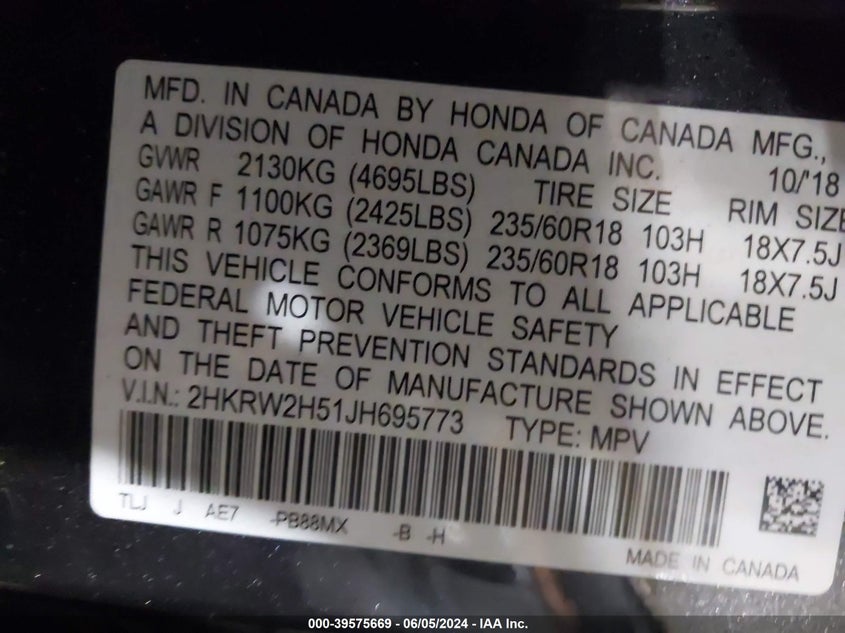 MFD. IN CANADA BY HONDA OF CANADA MFG.,
A DIVISION OF HONDA CANADA INC. 10/'18
GVWR 2130KG (4695LBS) TIRE SIZE RIM SIZE
GAWR F 1100KG (2425LBS) 235/60R18 103H 18X7.5J
GAWR R 1075KG (2369LBS) 235/60R18 103H 18X7.5J
THIS VEHICLE CONFORMS TO ALL APPLICABLE
FEDERAL MOTOR VEHICLE SAFETY
AND THEFT PREVENTION STANDARDS IN EFFECT
ON THE DATE OF MANUFACTURE SHOWN ABOVE.
V.I.N.: 2HKRW2H51JH695773 TYPE: MPV
TLJ J AE7 -PB88MX -B -H
MADE IN CANADA
000-39575669 - 06/05/2024 - IAA Inc.